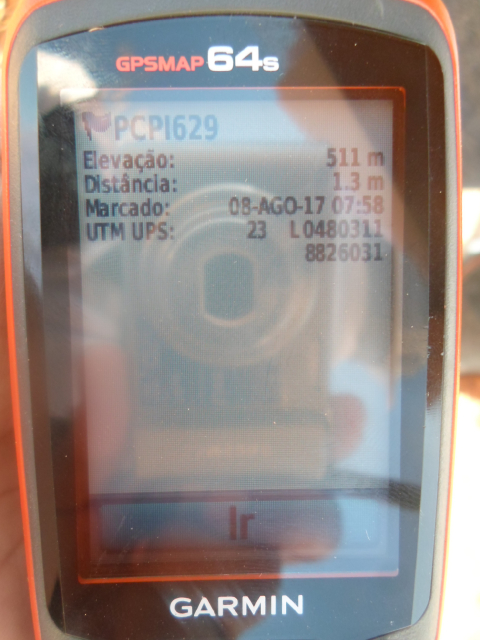 GPSMAP 64s
PCPI629
Elevação: 511 m
Distância: 1.3 m
Marcado: 08-AGO-17 07:58
UTM UPS: 23 L0480311
8826031
Ir
GARMIN